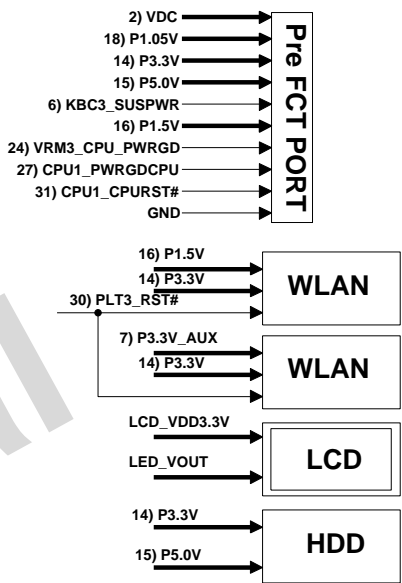 2) VDC
18) P1.05V
14) P3.3V
15) P5.0V
6) KBC3_SUSPWR
16) P1.5V
24) VRM3_CPU_PWRGD
27) CPU1_PWRGDCPU
31) CPU1_CPURST#
GND
Pre FCT PORT
16) P1.5V
14) P3.3V
30) PLT3_RST#
WLAN
7) P3.3V_AUX
14) P3.3V
WLAN
LCD_VDD3.3V
LED_VOUT
LCD
14) P3.3V
15) P5.0V
HDD